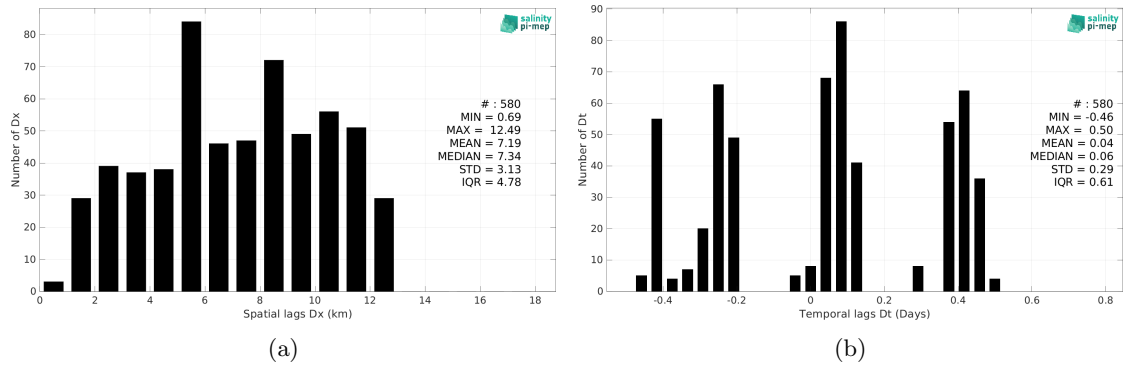 salinity
pi-mep
Number of Dx
80
70
60
50
40
30
20
10
0
# : 580
MIN = 0.69
MAX = 12.49
MEAN = 7.19
MEDIAN = 7.34
STD = 3.13
IQR = 4.78
0 2 4 6 8 10 12 14 16 18
Spatial lags Dx (km)
(a)
salinity
pi-mep
Number of Dt
90
80
70
60
50
40
30
20
10
0
# : 580
MIN = -0.46
MAX = 0.50
MEAN = 0.04
MEDIAN = 0.06
STD = 0.29
IQR = 0.61
-0.4 -0.2 0 0.2 0.4 0.6 0.8
Temporal lags Dt (Days)
(b)